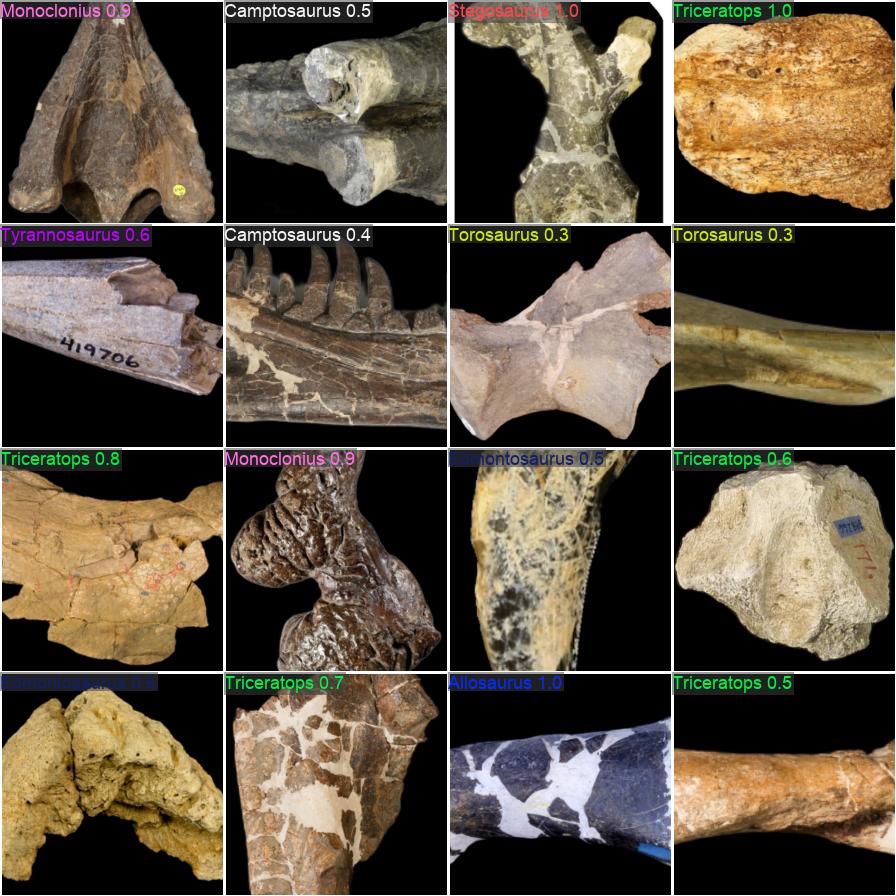 Monoclonius 0.9
Camptosaurus 0.5
Stegosaurus 1.0
Triceratops 1.0
Tyrannosaurus 0.6
Camptosaurus 0.4
Torosaurus 0.3
Torosaurus 0.3
419706
Triceratops 0.8
Monoclonius 0.9
Edmontosaurus 0.5
Triceratops 0.6
Triceratops 0.7
Allosaurus 1.0
Triceratops 0.5